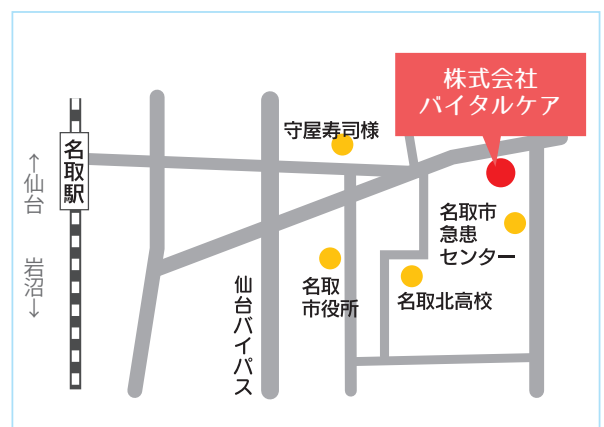 株式会社
バイタルケア
守屋寿司様
名取駅
←仙台
岩沼→
名取市
急患
センター
名取
市役所
名取北高校
仙台バイパス